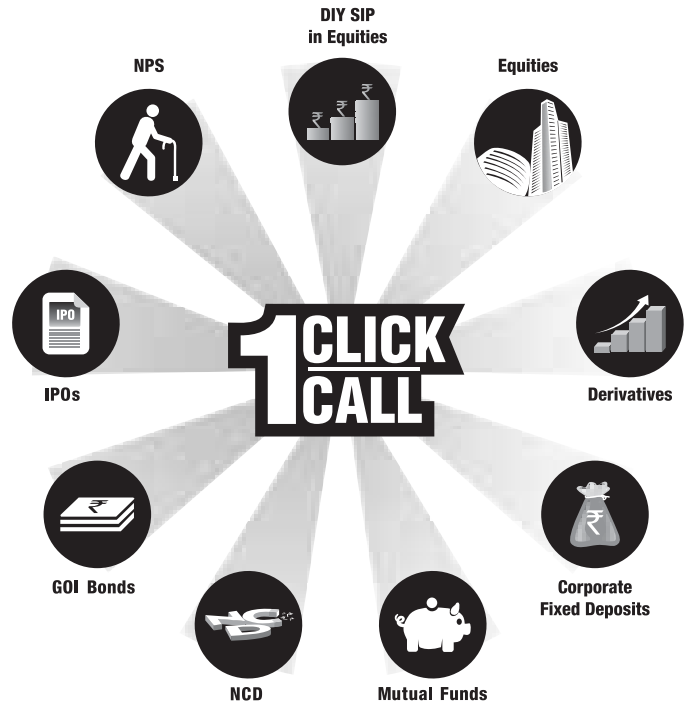 DIY SIP
in Equities
NPS
Equities
₹ ₹ ₹
IPO
IPOs
1 CLICK
CALL
Derivatives
₹
GOI Bonds
₹
Corporate
Fixed Deposits
NCD
NCD
Mutual Funds